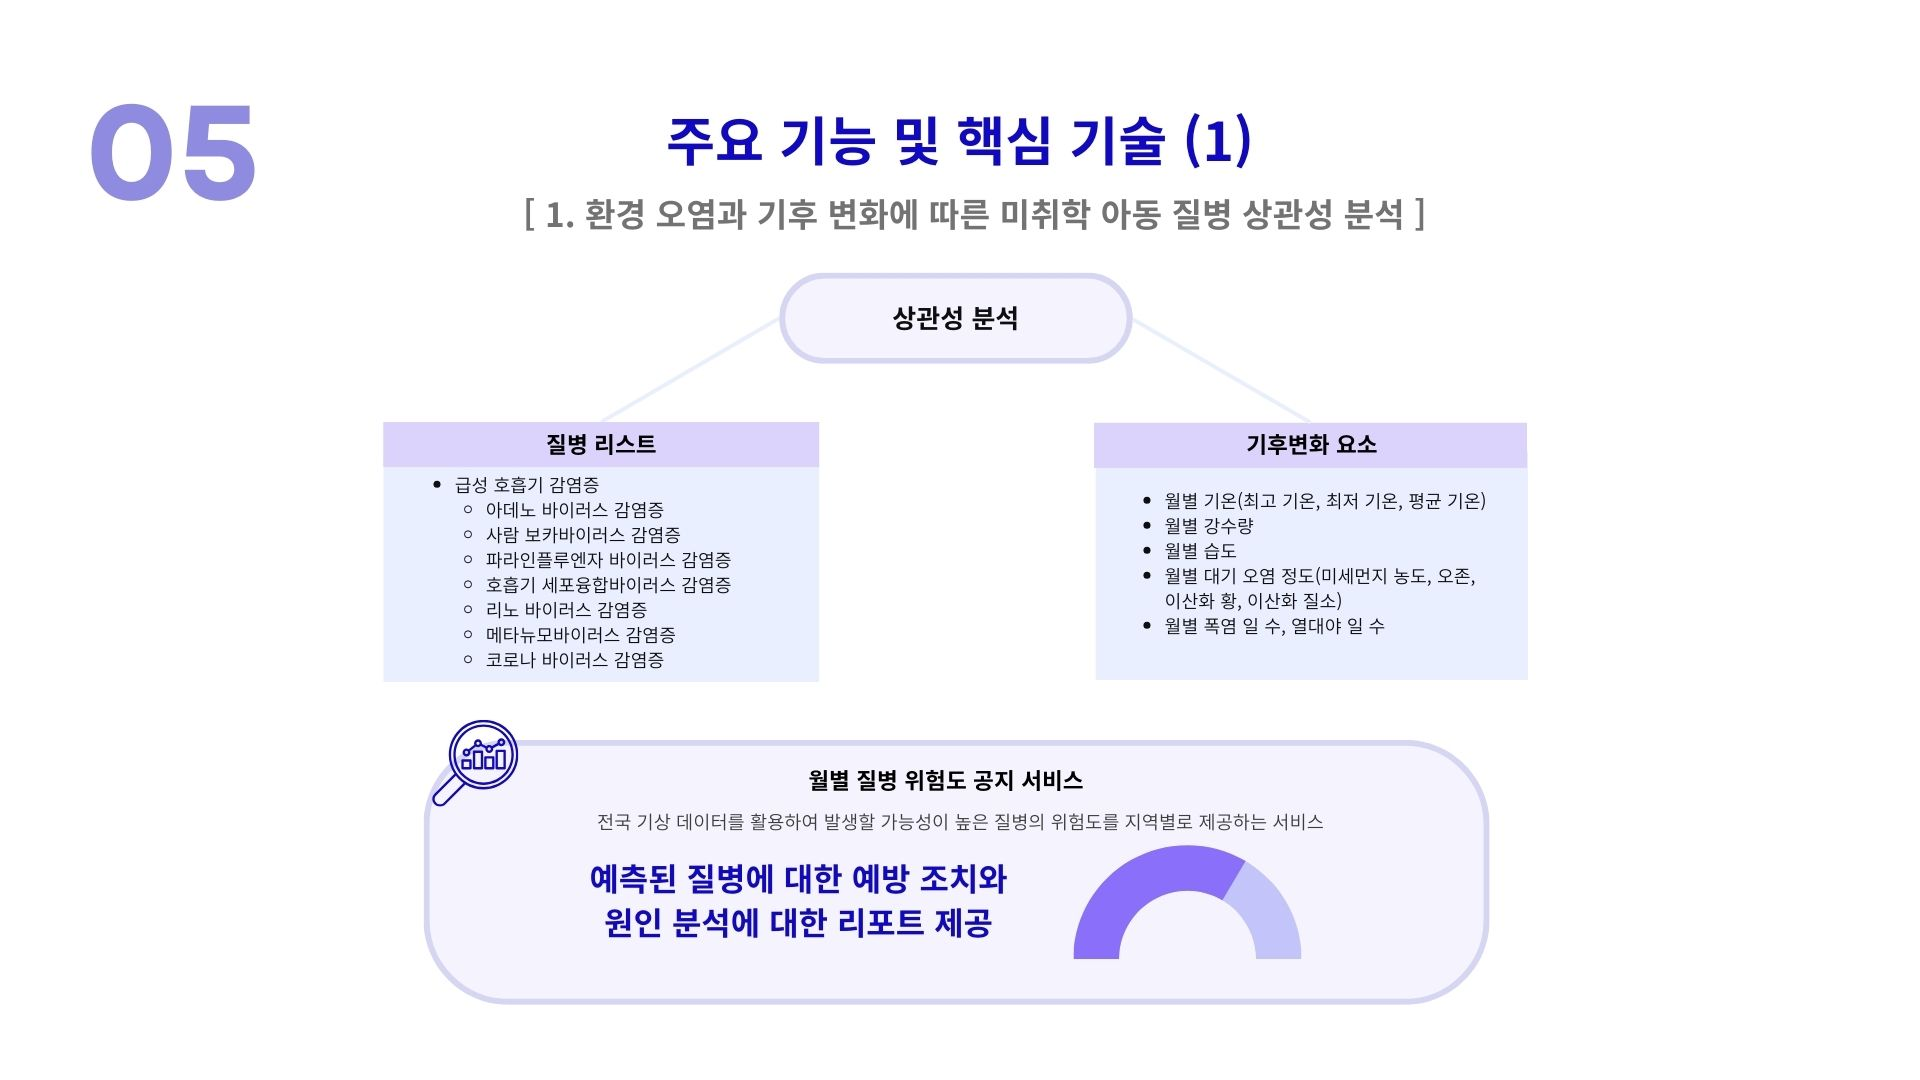 05
주요 기능 및 핵심 기술 (1)
[ 1. 환경 오염과 기후 변화에 따른 미취학 아동 질병 상관성 분석 ]
상관성 분석
질병 리스트
급성 호흡기 감염증
아데노 바이러스 감염증
사람 보카바이러스 감염증
파라인플루엔자 바이러스 감염증
호흡기 세포융합바이러스 감염증
리노 바이러스 감염증
메타뉴모바이러스 감염증
코로나 바이러스 감염증
기후변화 요소
월별 기온(최고 기온, 최저 기온, 평균 기온)
월별 강수량
월별 습도
월별 대기 오염 정도(미세먼지 농도, 오존,
이산화 황, 이산화 질소)
월별 폭염 일 수, 열대야 일 수
월별 질병 위험도 공지 서비스
전국 기상 데이터를 활용하여 발생할 가능성이 높은 질병의 위험도를 지역별로 제공하는 서비스
예측된 질병에 대한 예방 조치와
원인 분석에 대한 리포트 제공